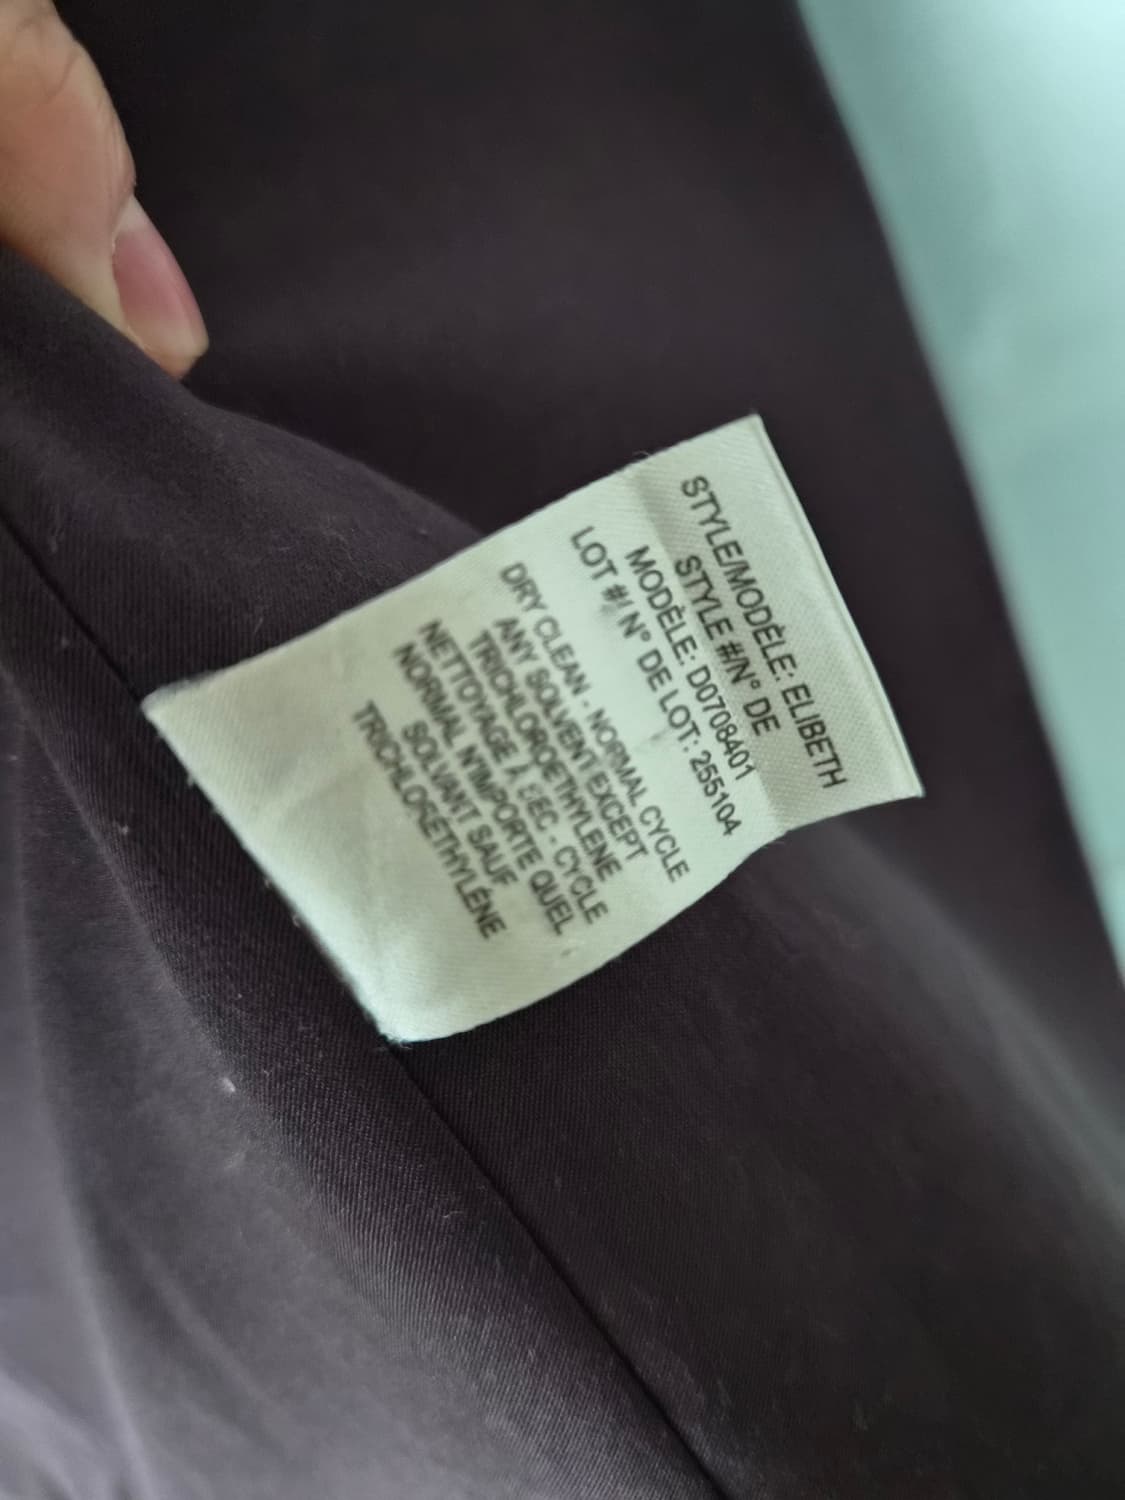 STYLE/MODÈLE: ELIBETH
STYLE #/N° DE
MODÈLE: D0708401
LOT #/ N° DE LOT: 255104
DRY CLEAN - NORMAL CYCLE
ANY SOLVENT EXCEPT
TRICHLOROETHYLENE
NETTOYAGE À SEC - CYCLE
NORMAL N'IMPORTE QUEL
SOLVANT SAUF
TRICHLORÉTHYLÈNE